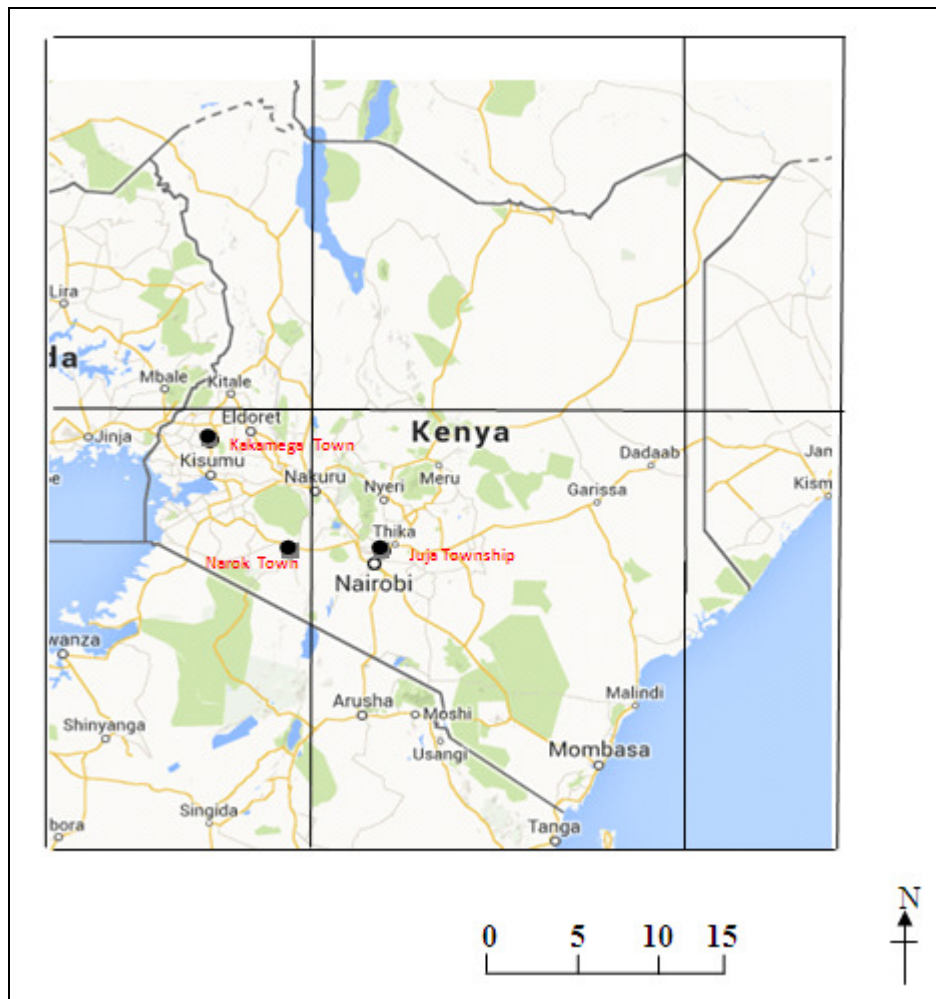 Lira
da
Mbale
Kitale
Eldoret
Jinja
Kakamega Town
Kenya
Kisumu
Dadaab
Jan
Nakuru
Meru
Nyeri
Garissa
Kism
Thika
Narok Town
Juja Township
Nairobi
wanza
Arusha
Moshi
Malindi
Shinyanga
Usangi
Mombasa
Singida
bora
Tanga
N
0 5 10 15